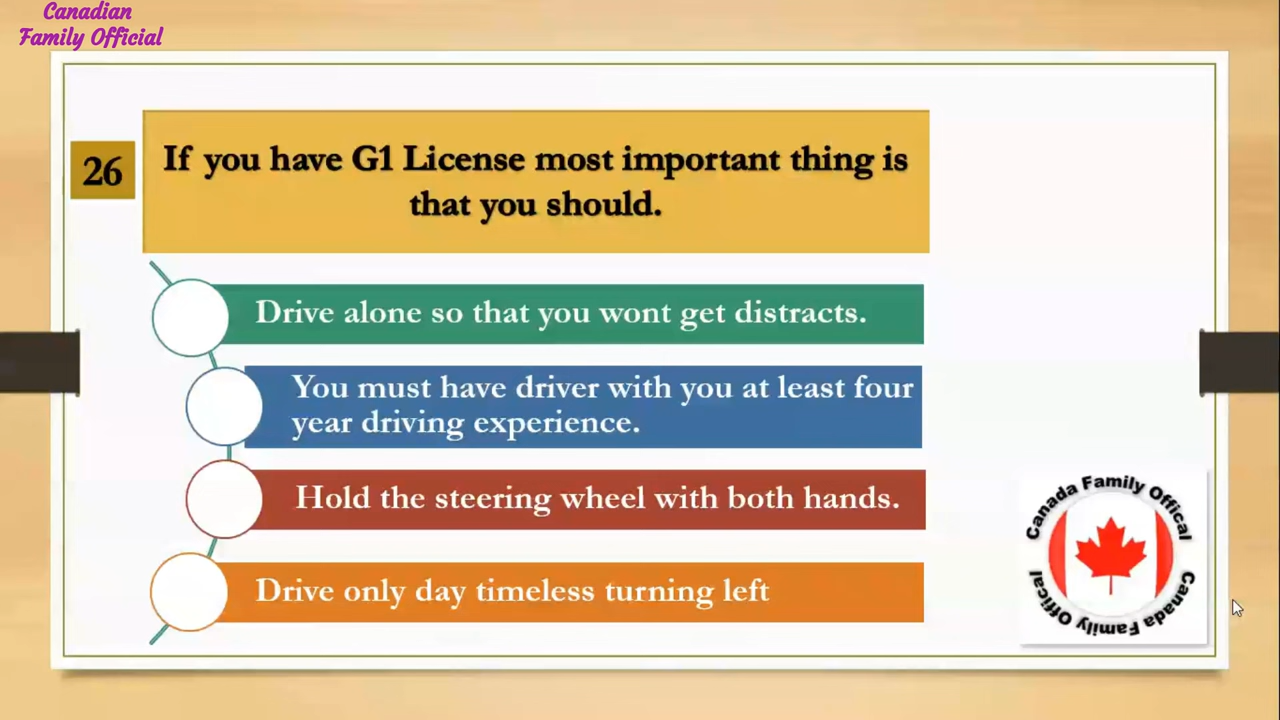 Canadian
Family Official
26
If you have G1 License most important thing is
that you should.
Drive alone so that you wont get distracts.
You must have driver with you at least four
year driving experience.
Hold the steering wheel with both hands.
Drive only day timeless turning left
Canada Family Offical
Canada Family Offical